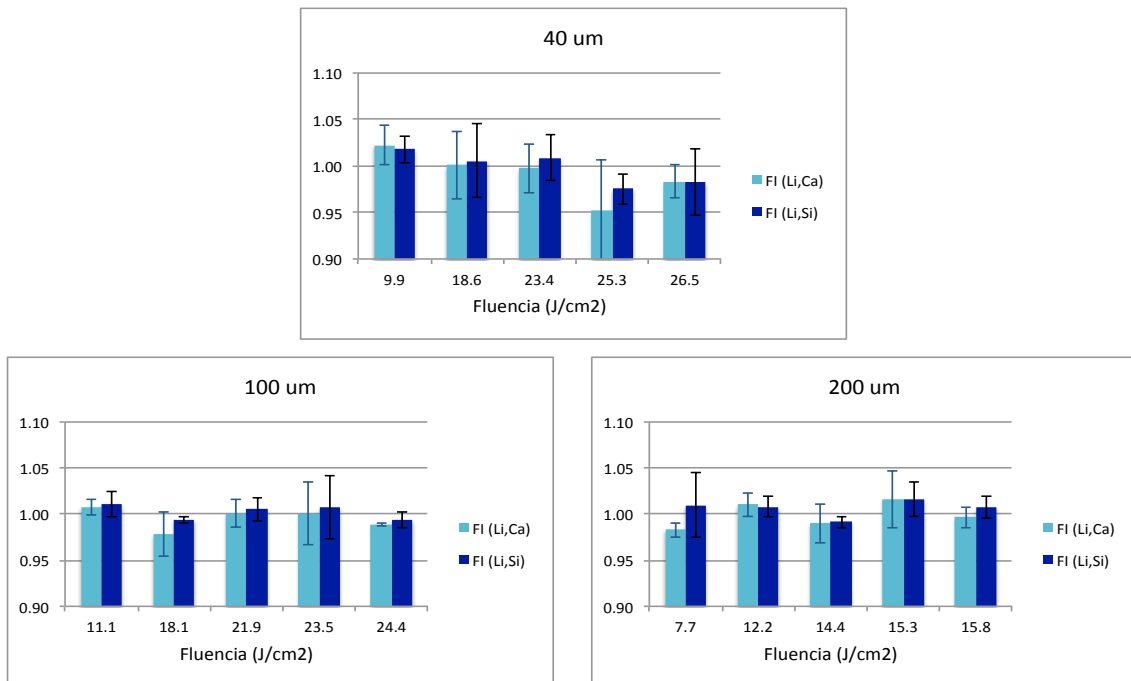 40 um
1.10
1.05
1.00
0.95
0.90
9.9 18.6 23.4 25.3 26.5
Fluencia (J/cm2)
FI (Li,Ca)
FI (Li,Si)
100 um
1.10
1.05
1.00
0.95
0.90
11.1 18.1 21.9 23.5 24.4
Fluencia (J/cm2)
FI (Li,Ca)
FI (Li,Si)
200 um
1.10
1.05
1.00
0.95
0.90
7.7 12.2 14.4 15.3 15.8
Fluencia (J/cm2)
FI (Li,Ca)
FI (Li,Si)